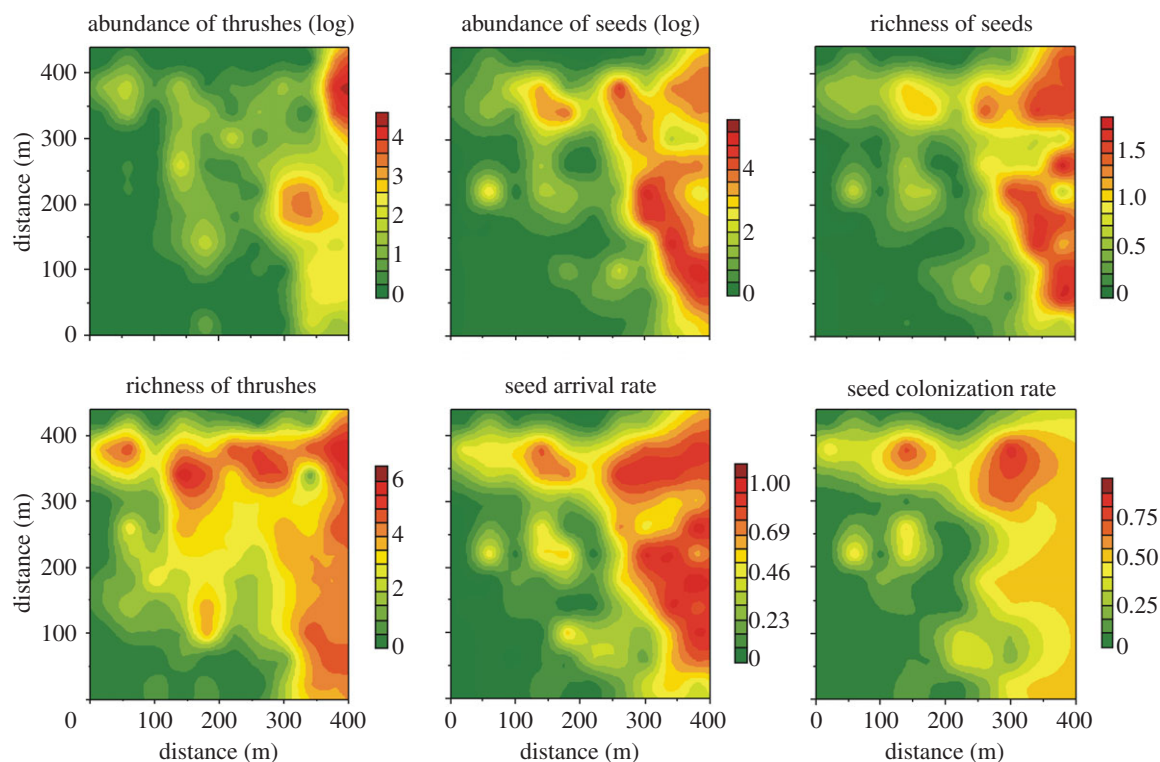 abundance of thrushes (log)
abundance of seeds (log)
richness of seeds
distance (m)
400
300
200
100
0
4
3
2
1
0
4
2
0
1.5
1.0
0.5
0
richness of thrushes
seed arrival rate
seed colonization rate
distance (m)
400
300
200
100
0
6
4
2
0
1.00
0.69
0.46
0.23
0
0.75
0.50
0.25
0
100 200 300 400
0 100 200 300 400
0 100 200 300 400
distance (m)
distance (m)
distance (m)